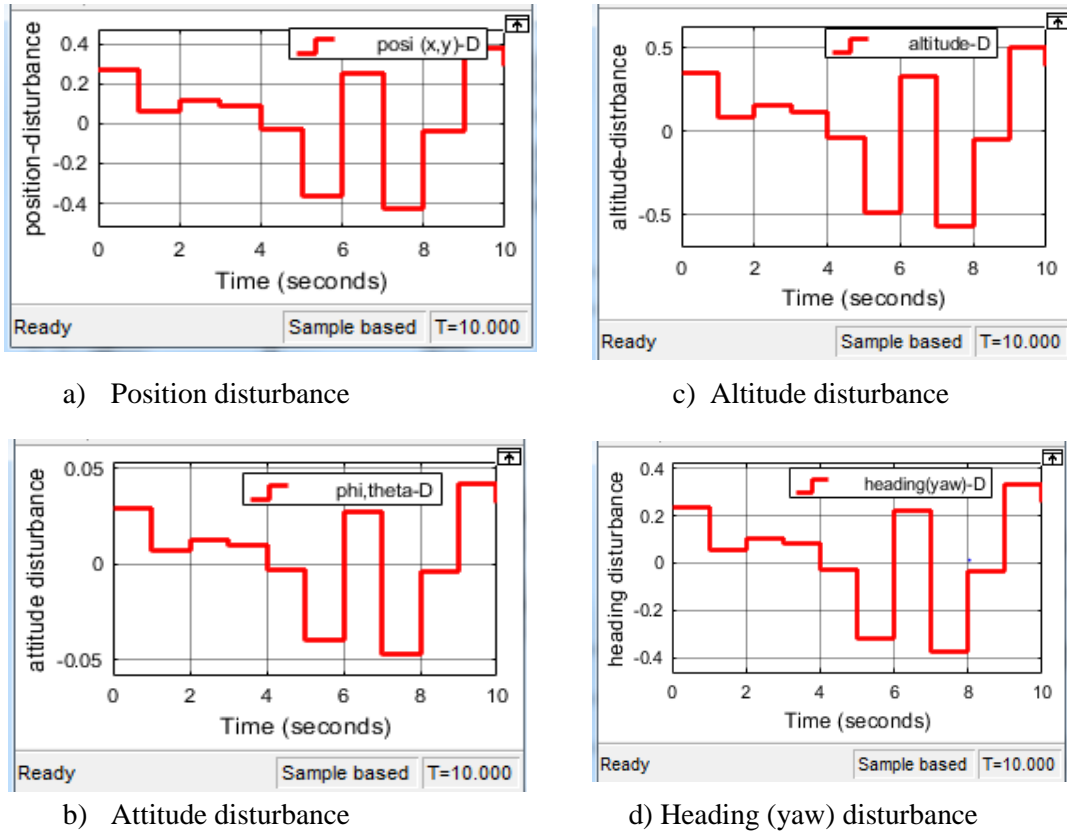 posi (x,y)-D
position-disturbance
0.4
0.2
0
-0.2
-0.4
0 2 4 6 8 10
Time (seconds)
Ready Sample based T=10.000
a) Position disturbance
altitude-D
altitude-distrbance
0.5
0
-0.5
0 2 4 6 8 10
Time (seconds)
Ready Sample based T=10.000
c) Altitude disturbance
phi,theta-D
attitude disturbance
0.05
0
-0.05
0 2 4 6 8 10
Time (seconds)
Ready Sample based T=10.000
b) Attitude disturbance
heading(yaw)-D
heading disturbance
0.4
0.2
0
-0.2
-0.4
0 2 4 6 8 10
Time (seconds)
Ready Sample based T=10.000
d) Heading (yaw) disturbance